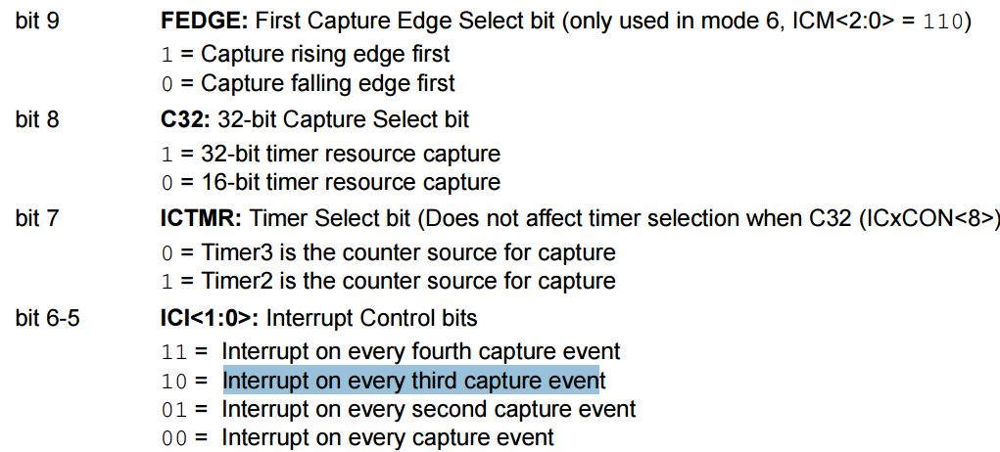 bit 9 FEDGE: First Capture Edge Select bit (only used in mode 6, ICM<2:0> = 110)
1 = Capture rising edge first
0 = Capture falling edge first
bit 8 C32: 32-bit Capture Select bit
1 = 32-bit timer resource capture
0 = 16-bit timer resource capture
bit 7 ICTMR: Timer Select bit (Does not affect timer selection when C32 (ICxCON<8>)
0 = Timer3 is the counter source for capture
1 = Timer2 is the counter source for capture
bit 6-5 ICI<1:0>: Interrupt Control bits
11 = Interrupt on every fourth capture event
10 = Interrupt on every third capture event
01 = Interrupt on every second capture event
00 = Interrupt on every capture event